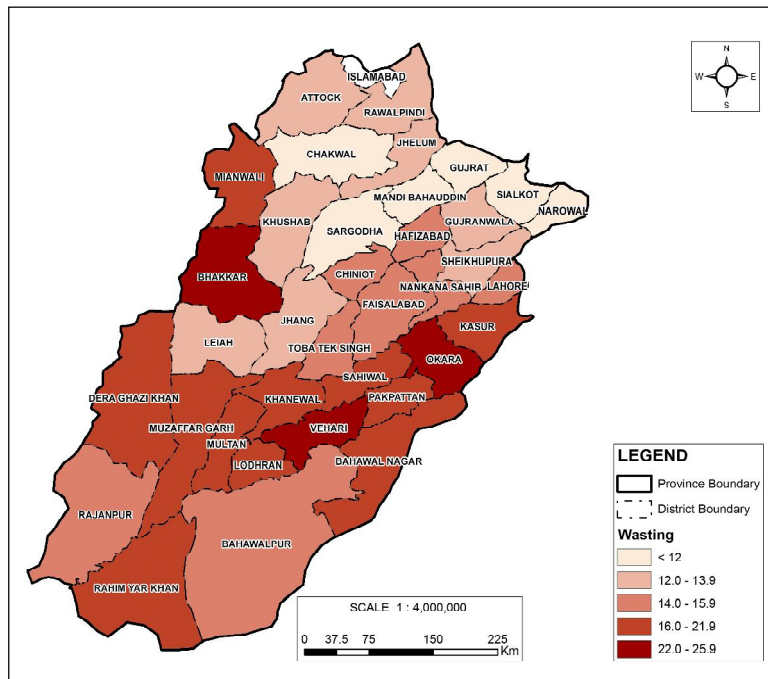 N
W E
S
ISLAMABAD
ATTOCK
RAWALPINDI
JHELUM
CHAKWAL
GUJRAT
MIANWALI
MANDI BAHAUDDIN
SIALKOT
NAROWAL
KHUSHAB
GUJRANWALA
SARGODHA
HAFIZABAD
SHEIKHUPURA
BHAKKAR
CHINIOT
NANKANA SAHIB
LAHORE
FAISALABAD
JHANG
KASUR
LEIAH
TOBA TEK SINGH
OKARA
SAHIWAL
DERA GHAZI KHAN
KHANEWAL
PAKPATTAN
MUZAFFAR GARH
VEHARI
MULTAN
LODHRAN
DAHAWAL NAGAR
RAJANPUR
BAHAWALPUR
RAHIM YAR KHAN
LEGEND
Province Boundary
District Boundary
Wasting
< 12
12.0 - 13.9
14.0 - 15.9
16.0 - 21.9
22.0 - 25.9
SCALE 1 : 4,000,000
0 37.5 75 150 225
Km